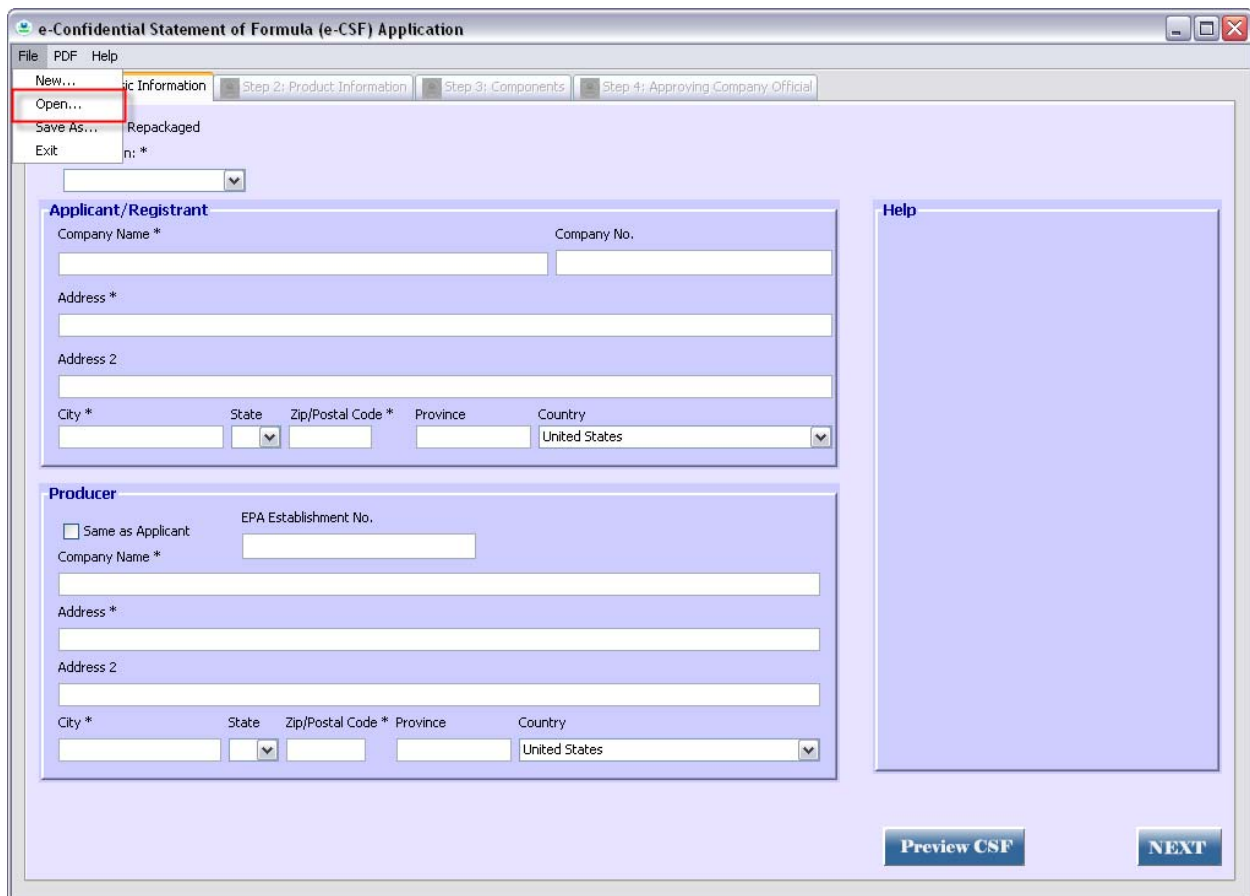 e-Confidential Statement of Formula (e-CSF) Application
File PDF Help
New...
Open...
Save As...
Exit
ic Information Step 2: Product Information Step 3: Components Step 4: Approving Company Official
Repackaged
n: *
Applicant/Registrant
Company Name * Company No.
Address *
Address 2
City * State Zip/Postal Code * Province Country
United States
Producer
Same as Applicant EPA Establishment No.
Company Name *
Address *
Address 2
City * State Zip/Postal Code * Province Country
United States
Help
Preview CSF NEXT